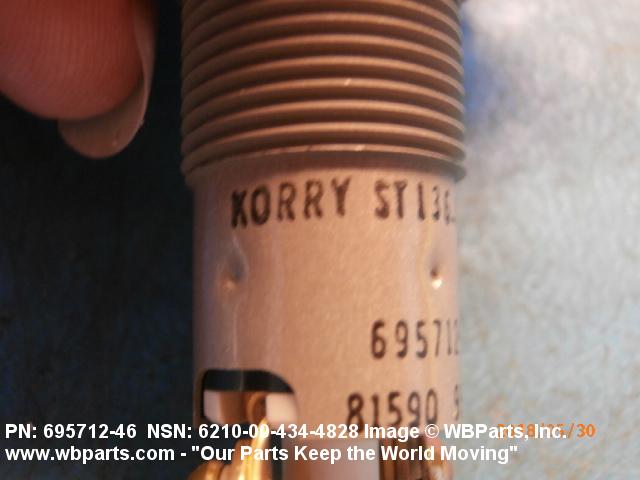 KORRY ST136
695712
81590
PN: 695712-46 NSN: 6210-00-434-4828 Image © WBParts, Inc.
www.wbparts.com - "Our Parts Keep the World Moving"